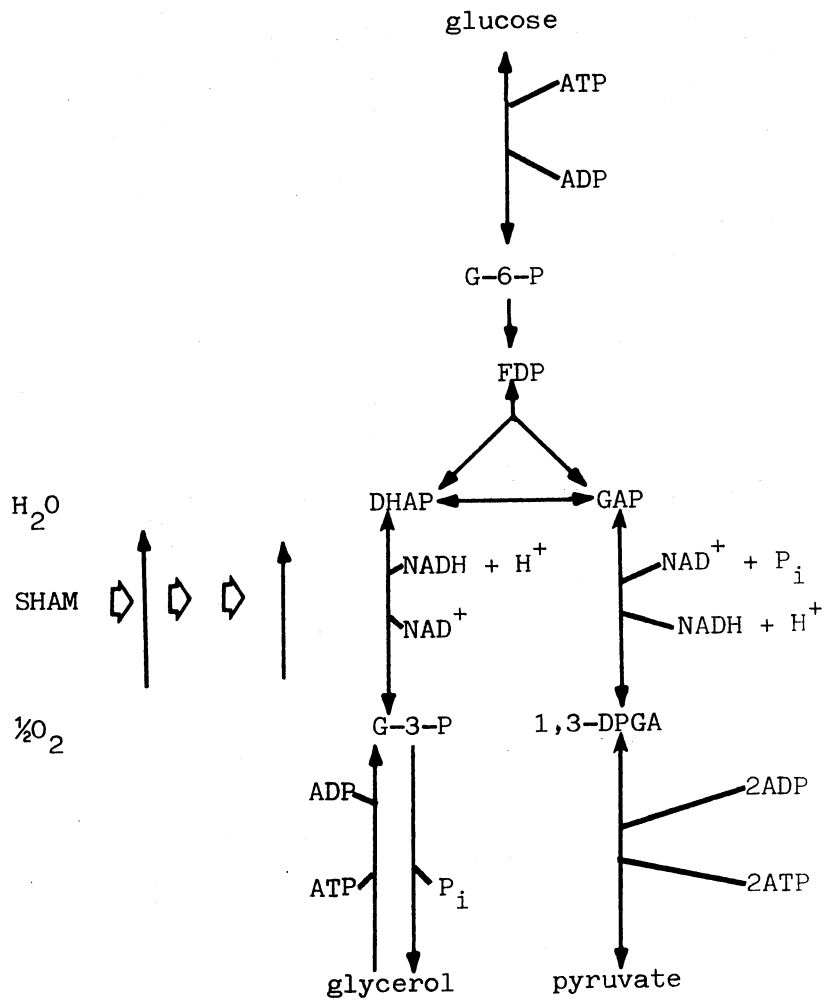 glucose
ATP
ADP
G-6-P
FDP
H₂O
DHAP
GAP
NADH + H⁺
NAD⁺ + Pᵢ
SHAM
NAD⁺
NADH + H⁺
½O₂
G-3-P
1,3-DPGA
ADP
2ADP
ATP
Pᵢ
2ATP
glycerol
pyruvate